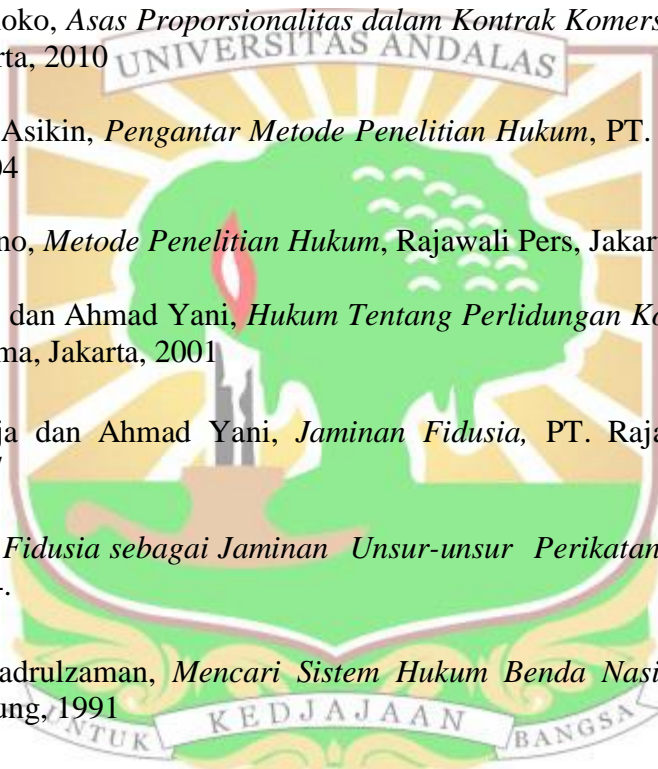 oko, Asas Proporsionalitas dalam Kontrak Komers
rta, 2010
UNIVERSITAS ANDALAS
Asikin, Pengantar Metode Penelitian Hukum, PT.
04
no, Metode Penelitian Hukum, Rajawali Pers, Jakar
dan Ahmad Yani, Hukum Tentang Perlidungan Ko
ma, Jakarta, 2001
ja dan Ahmad Yani, Jaminan Fidusia, PT. Raja
Fidusia sebagai Jaminan Unsur-unsur Perikatan
adrulzaman, Mencari Sistem Hukum Benda Nasi
ung, 1991
UNTUK KEDJAJAAN BANGSA